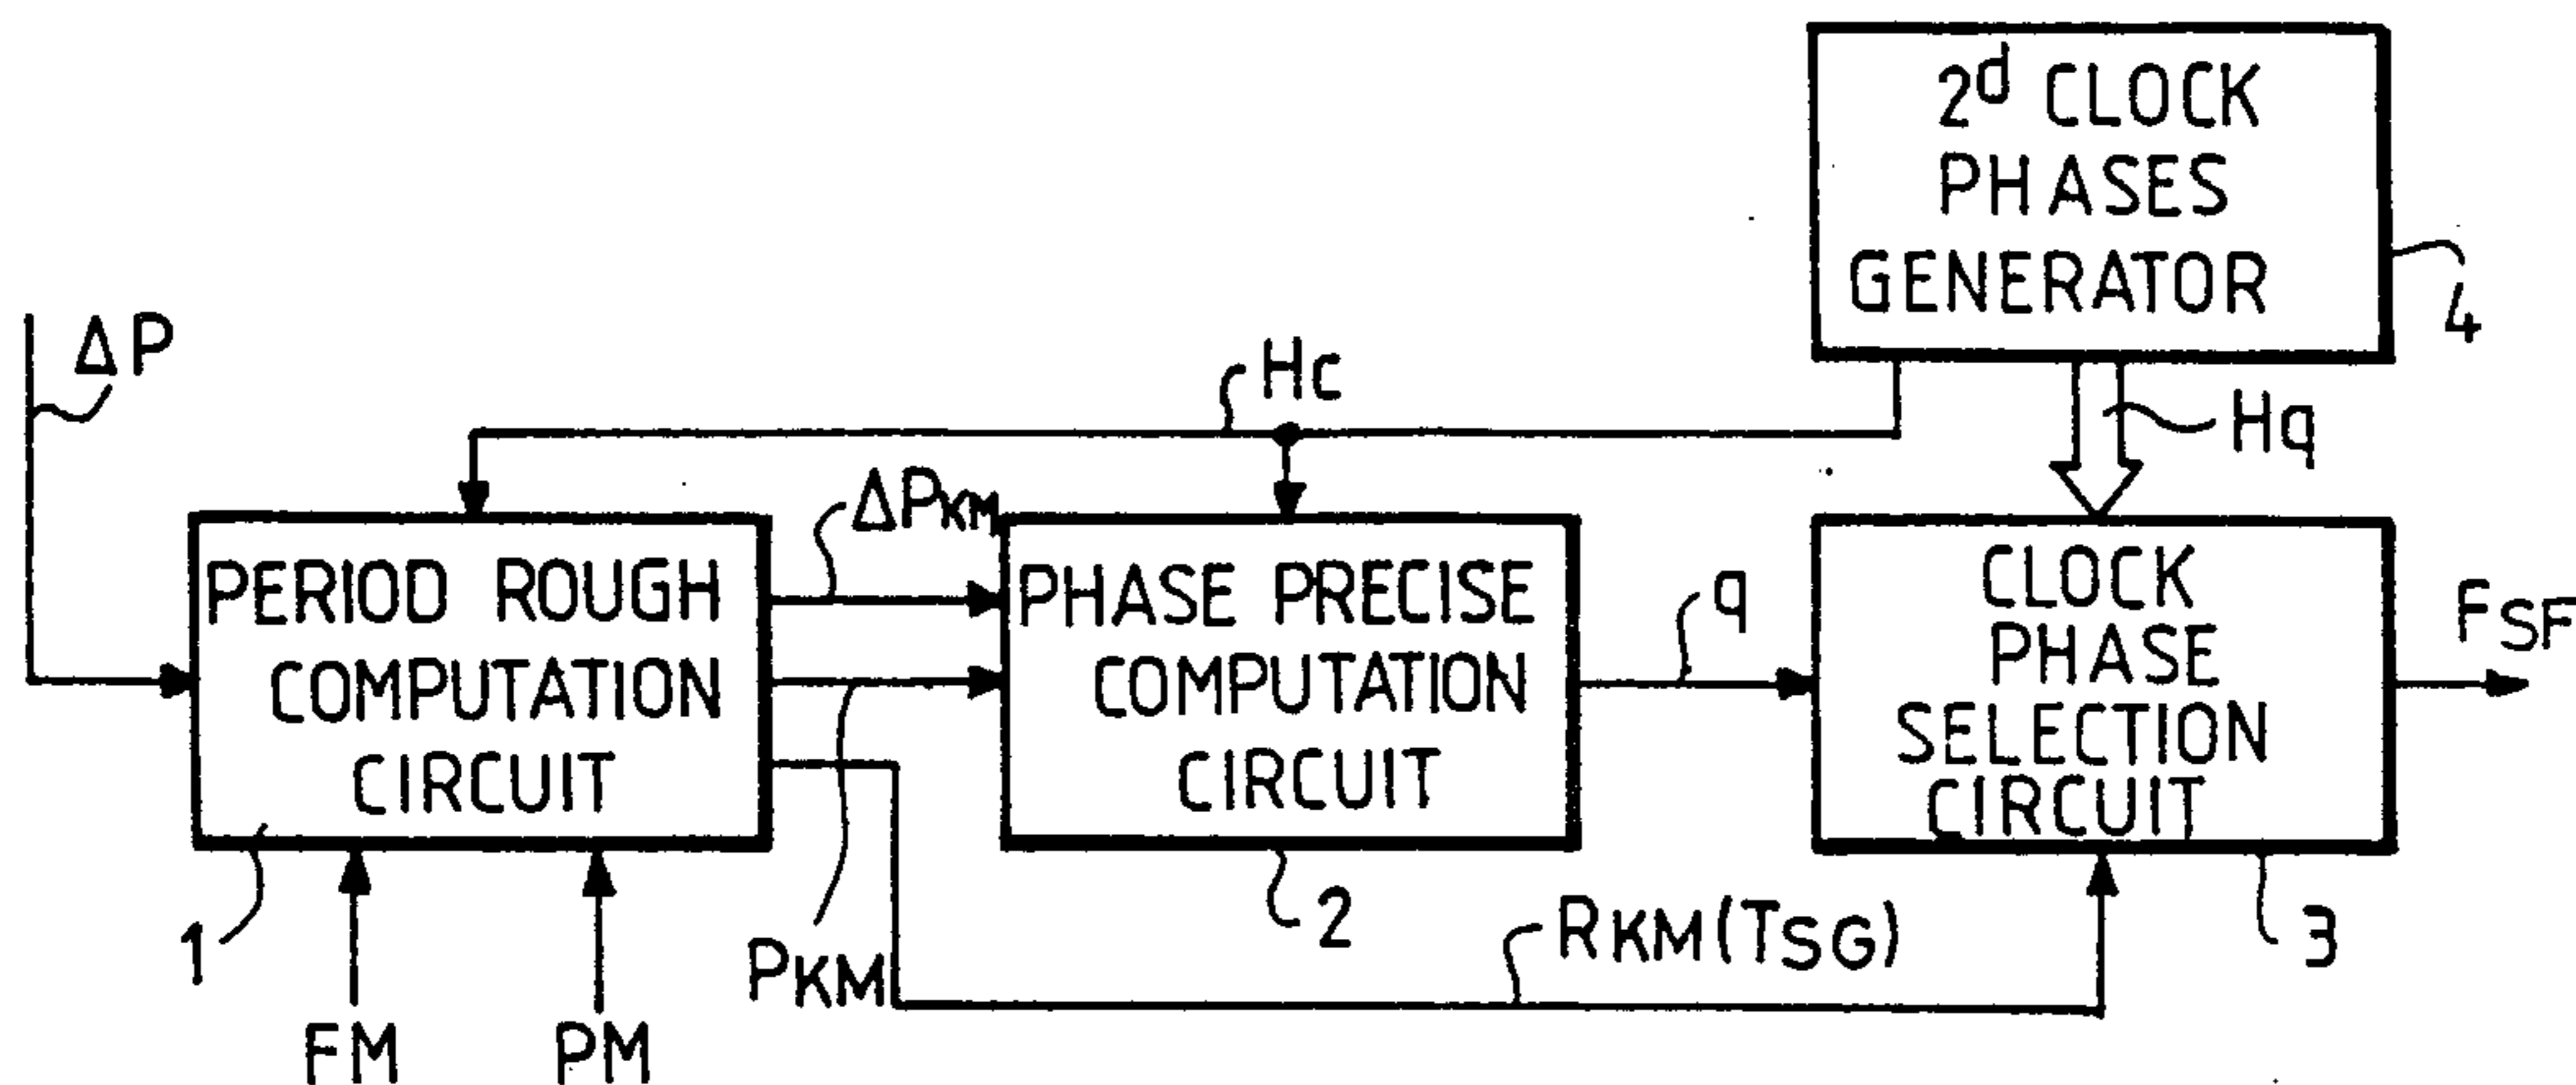 2d CLOCK
PHASES
GENERATOR
4
ΔP
Hc
Hq
ΔPKM
PERIOD ROUGH
COMPUTATION
CIRCUIT
PHASE PRECISE
COMPUTATION
CIRCUIT
q
CLOCK
PHASE
SELECTION
CIRCUIT
FSF
1
PKM
2
RKM(TSG)
3
FM
PM